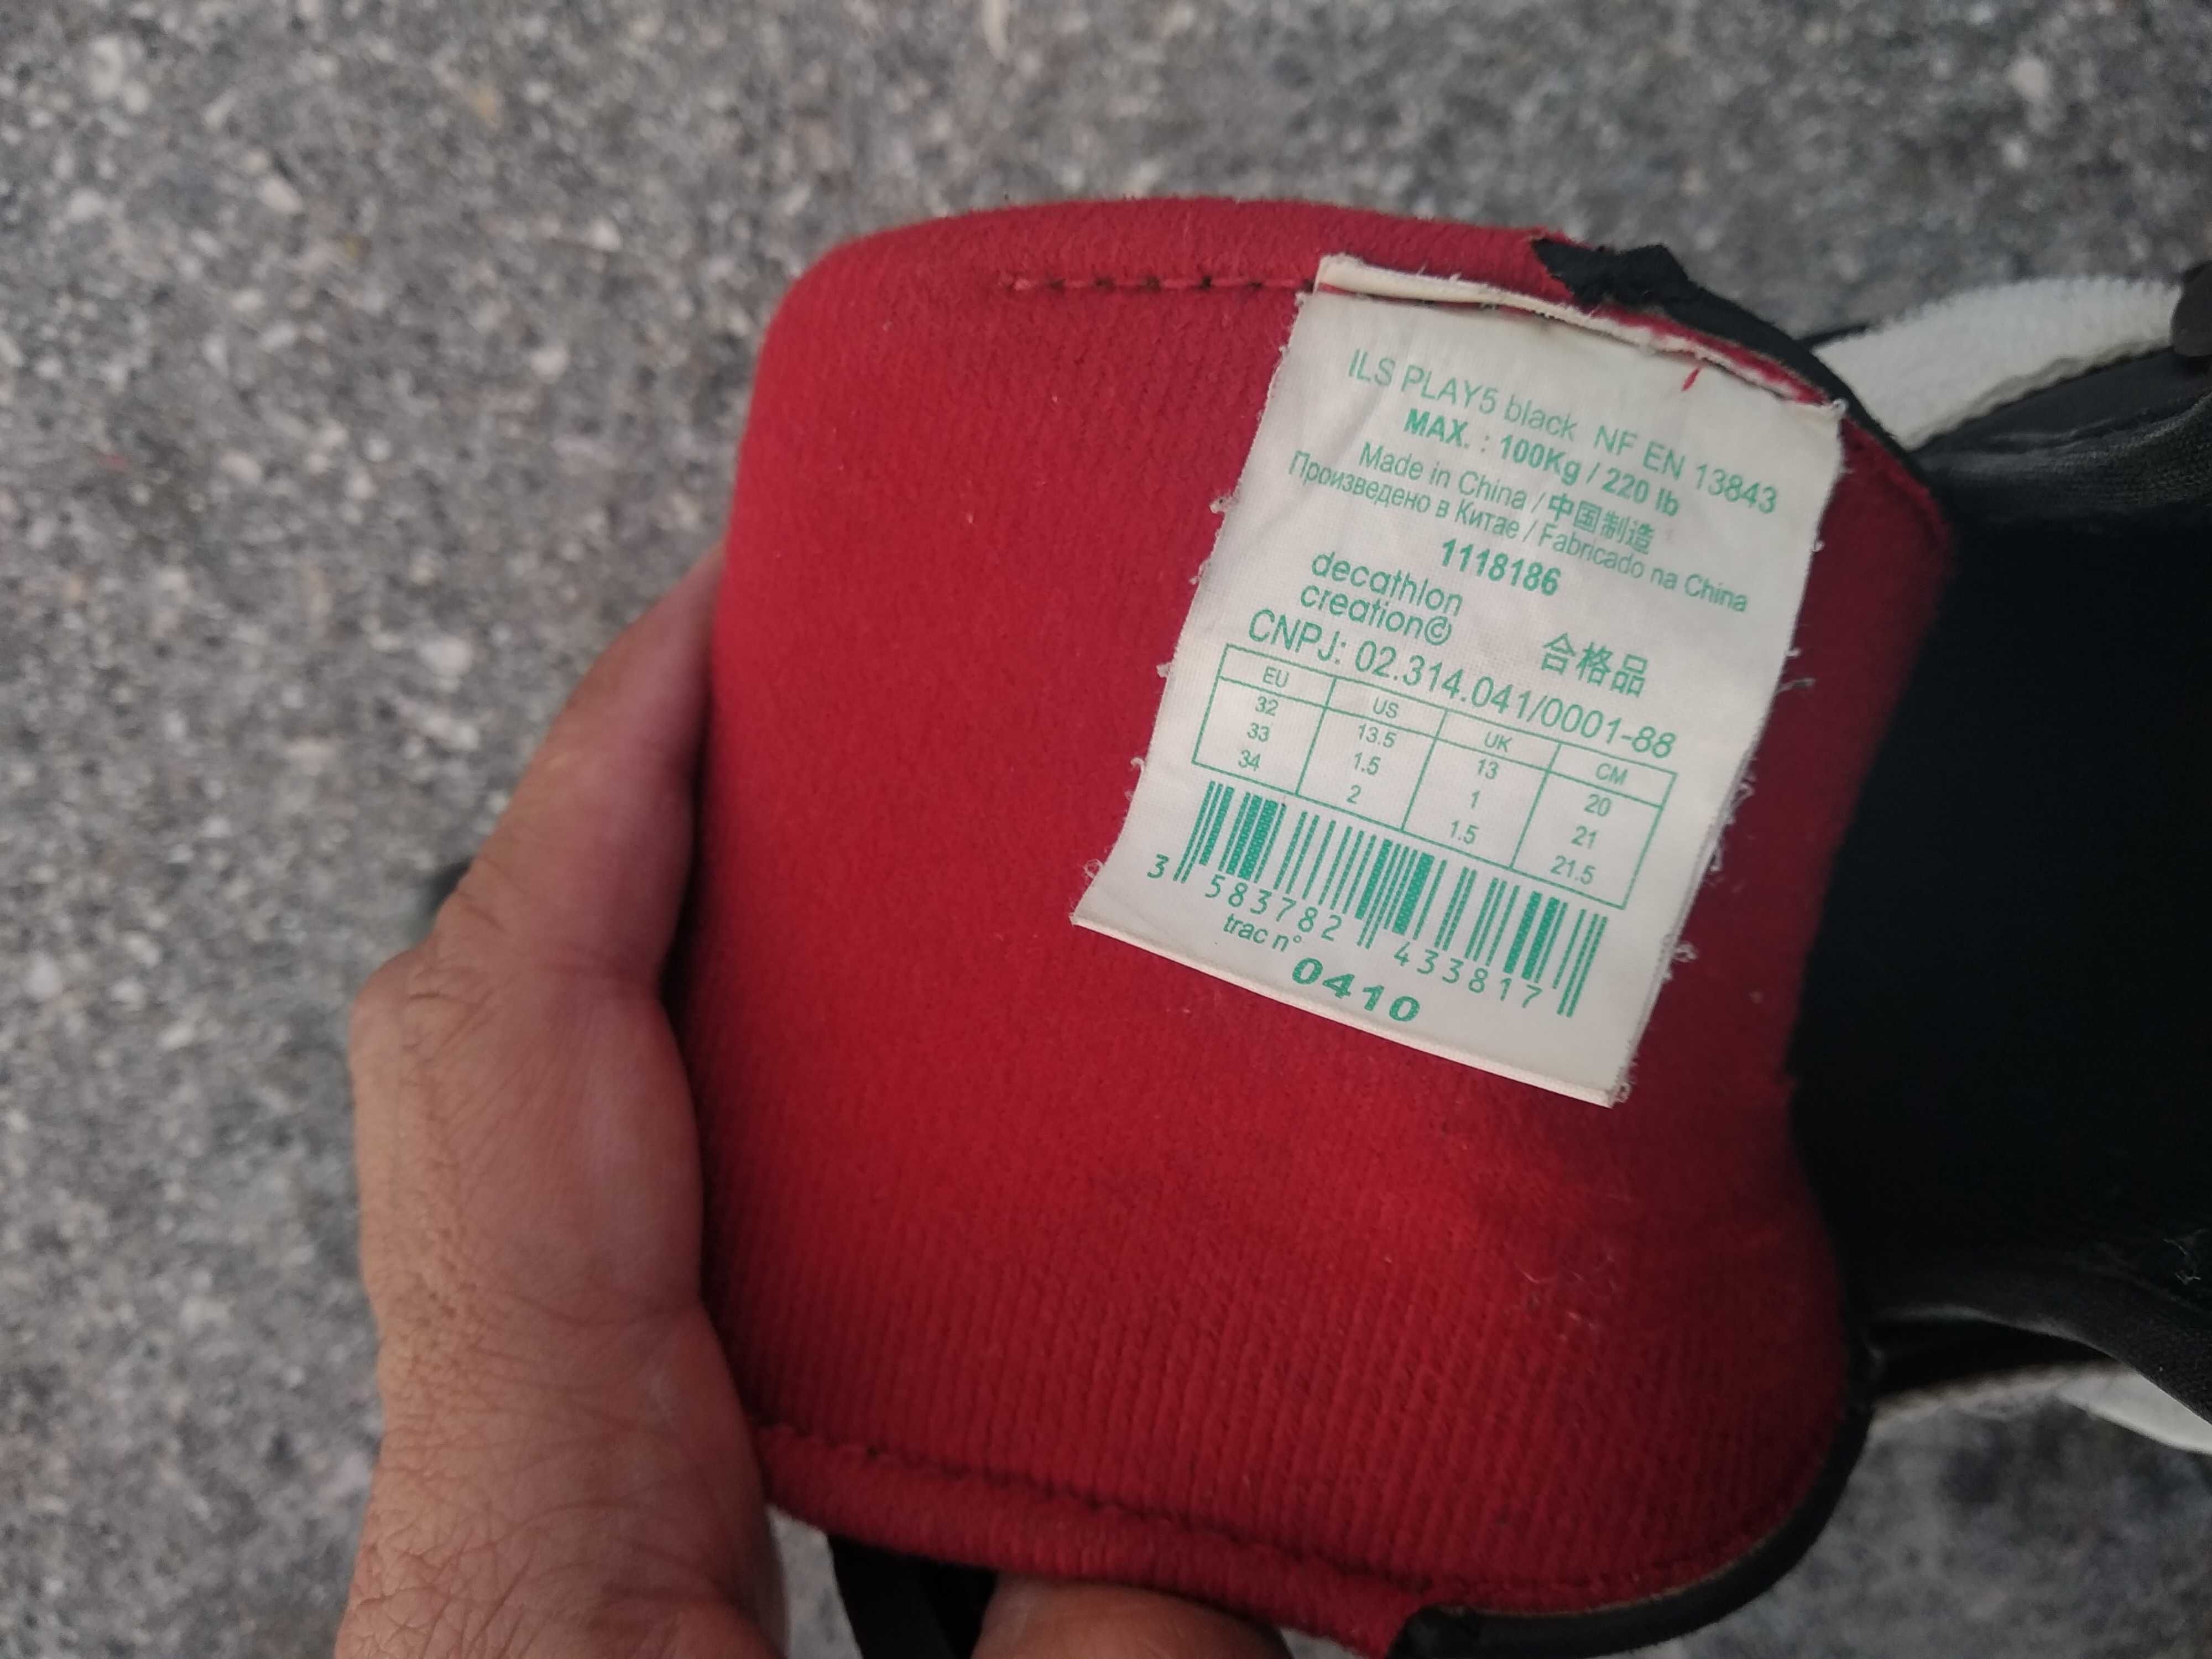 ILS PLAY5 black NF EN 13843
MAX. : 100Kg / 220 lb
Made in China / 中国制造
Произведено в Китае / Fabricado na China
1118186
decathlon
creation©
合格品
CNPJ: 02.314.041/0001-88
EU US UK CM
32 13.5 13 20
33 1.5 1 21
34 2 1.5 21.5
3 583782 433817
trac n°
0410